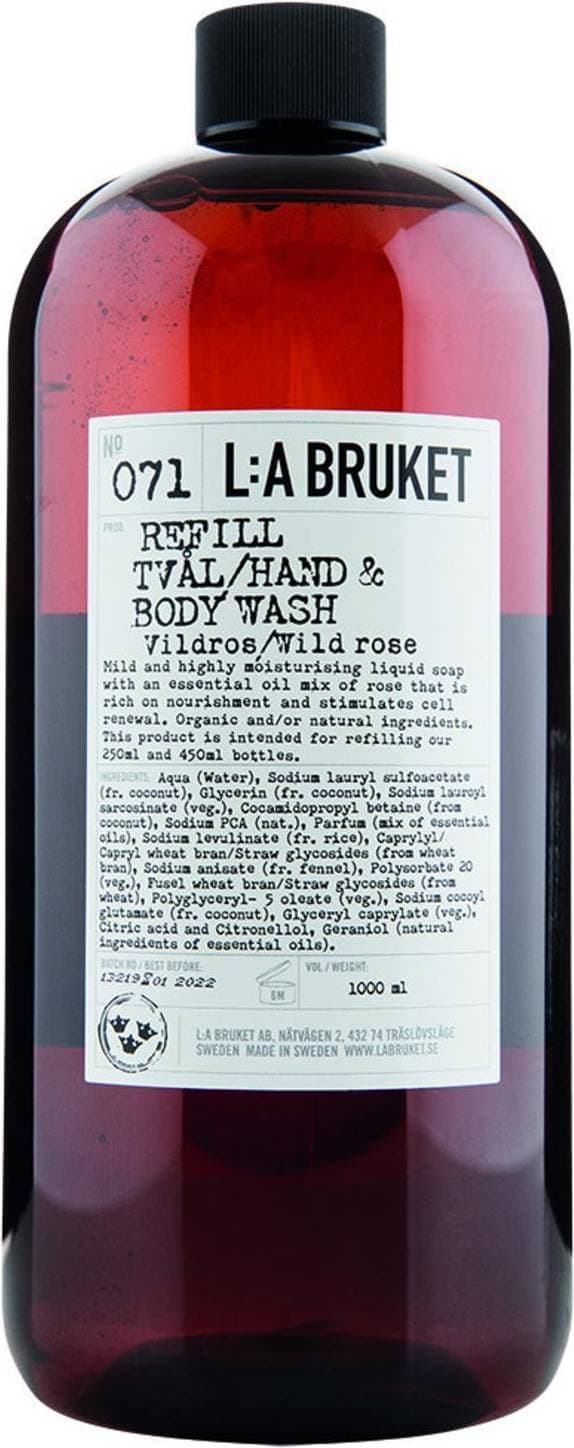 Nº
071 L:A BRUKET
PROD.
REFILL
TVÅL/HAND &
BODY WASH
Vildros/Wild rose
Mild and highly moisturising liquid soap
with an essential oil mix of rose that is
rich on nourishment and stimulates cell
renewal. Organic and/or natural ingredients.
This product is intended for refilling our
250ml and 450ml bottles.
INGREDIENTS: Aqua (Water), Sodium lauryl sulfoacetate
(fr. coconut), Glycerin (fr. coconut), Sodium lauroyl
sarcosinate (veg.), Cocamidopropyl betaine (from
coconut), Sodium PCA (nat.), Parfum (mix of essential
oils), Sodium levulinate (fr. rice), Caprylyl/
Capryl wheat bran/Straw glycosides (from wheat
bran), Sodium anisate (fr. fennel), Polysorbate 20
(veg.), Fusel wheat bran/Straw glycosides (from
wheat), Polyglyceryl- 5 oleate (veg.), Sodium cocoyl
glutamate (fr. coconut), Glyceryl caprylate (veg.),
Citric acid and Citronellol, Geraniol (natural
ingredients of essential oils).
BATCH NO / BEST BEFORE:
2022
6M
VOL / WEIGHT:
1000 ml
L:A BRUKET AB. NÄTVÄGEN 2, 432 74 TRÄSLÖVSLÄGE
SWEDEN MADE IN SWEDEN WWW.LABRUKET.SE